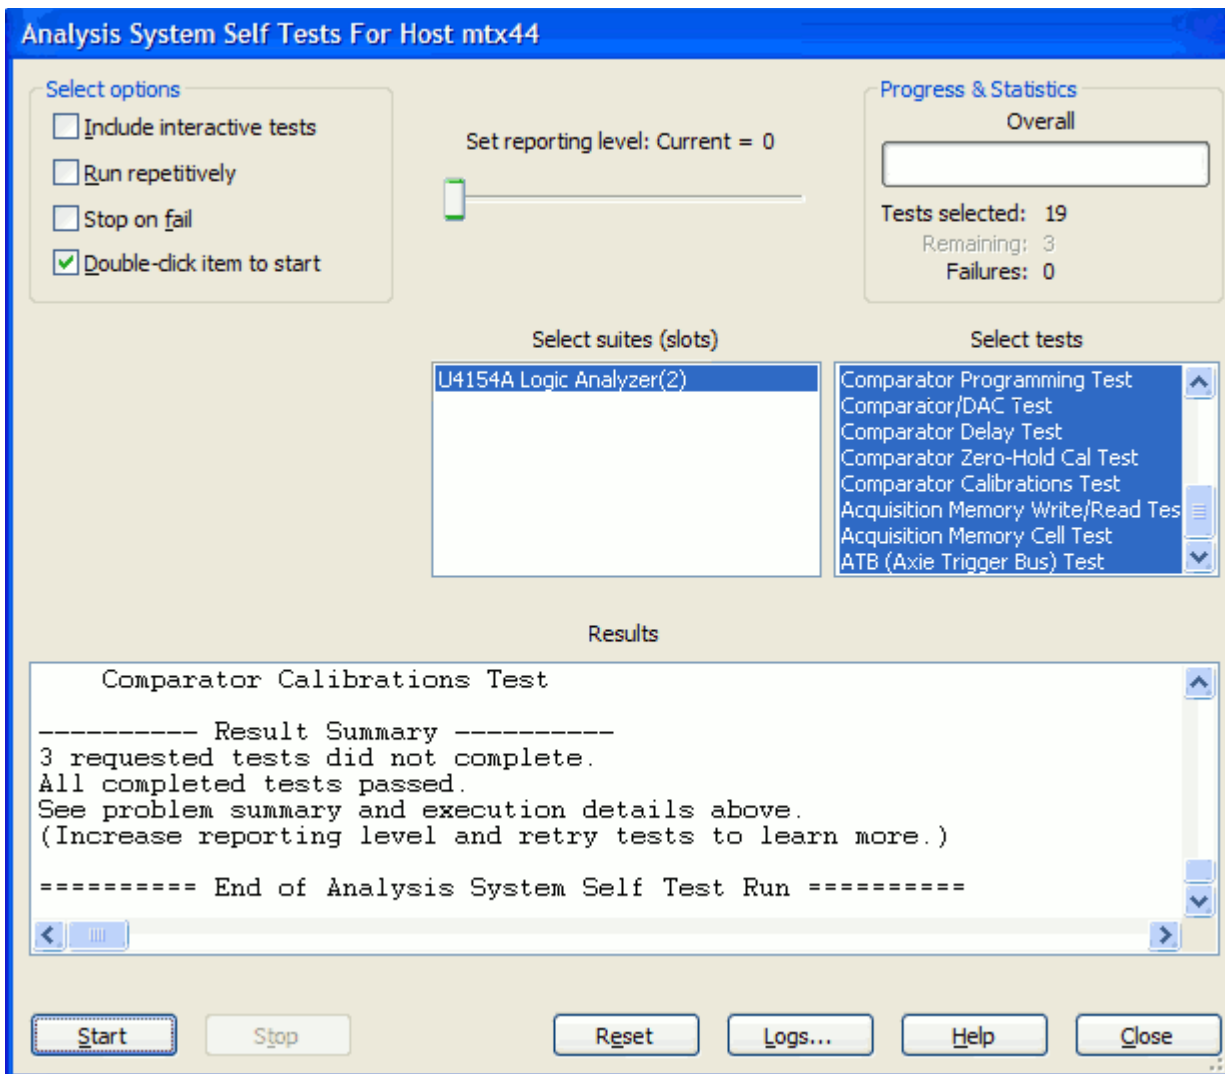 Analysis System Self Tests For Host mtx44
Select options
Include interactive tests
Run repetitively
Stop on fail
Double-click item to start
Set reporting level: Current = 0
Progress & Statistics
Overall
Tests selected: 19
Remaining: 3
Failures: 0
Select suites (slots)
U4154A Logic Analyzer(2)
Select tests
Comparator Programming Test
Comparator/DAC Test
Comparator Delay Test
Comparator Zero-Hold Cal Test
Comparator Calibrations Test
Acquisition Memory Write/Read Tes
Acquisition Memory Cell Test
ATB (Axie Trigger Bus) Test
Results
Comparator Calibrations Test
---------- Result Summary ----------
3 requested tests did not complete.
All completed tests passed.
See problem summary and execution details above.
(Increase reporting level and retry tests to learn more.)
========== End of Analysis System Self Test Run ==========
Start
Stop
Reset
Logs...
Help
Close